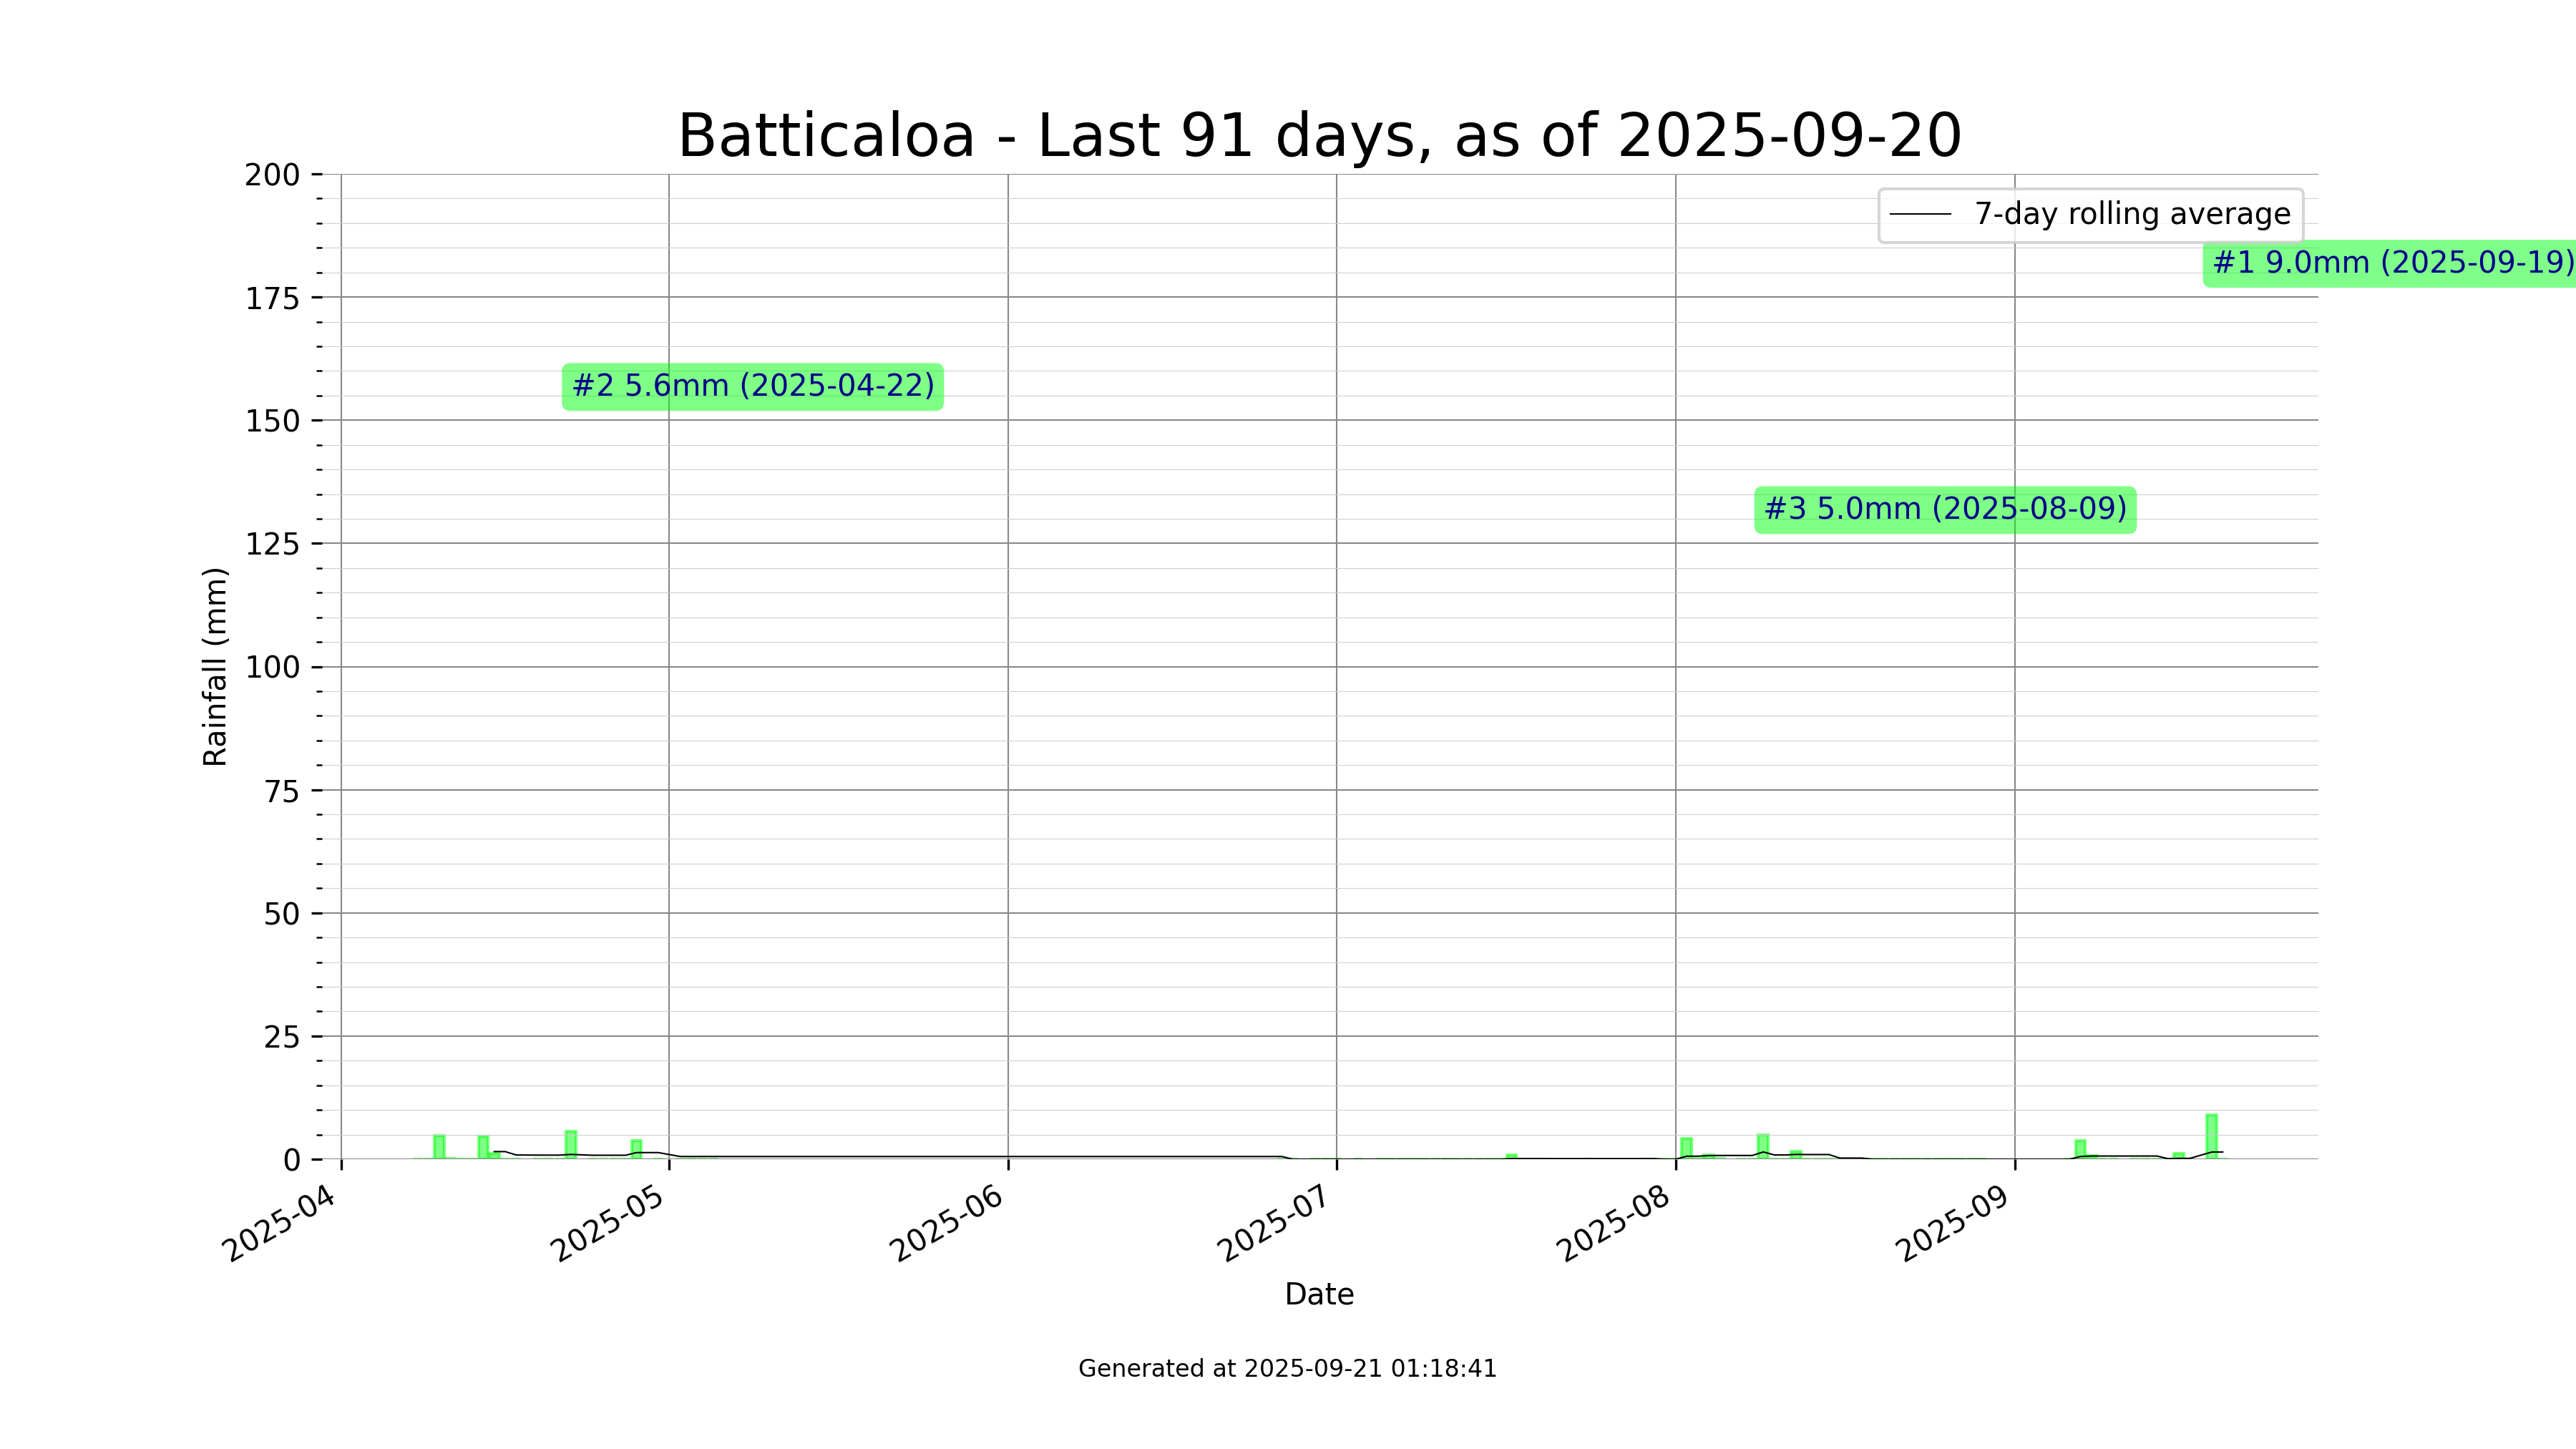 Batticaloa - Last 91 days, as of 2025-09-20
7-day rolling average
#1 9.0mm (2025-09-19)
#2 5.6mm (2025-04-22)
#3 5.0mm (2025-08-09)
Rainfall (mm)
200
175
150
125
100
75
50
25
0
2025-04
2025-05
2025-06
2025-07
2025-08
2025-09
Date
Generated at 2025-09-21 01:18:41